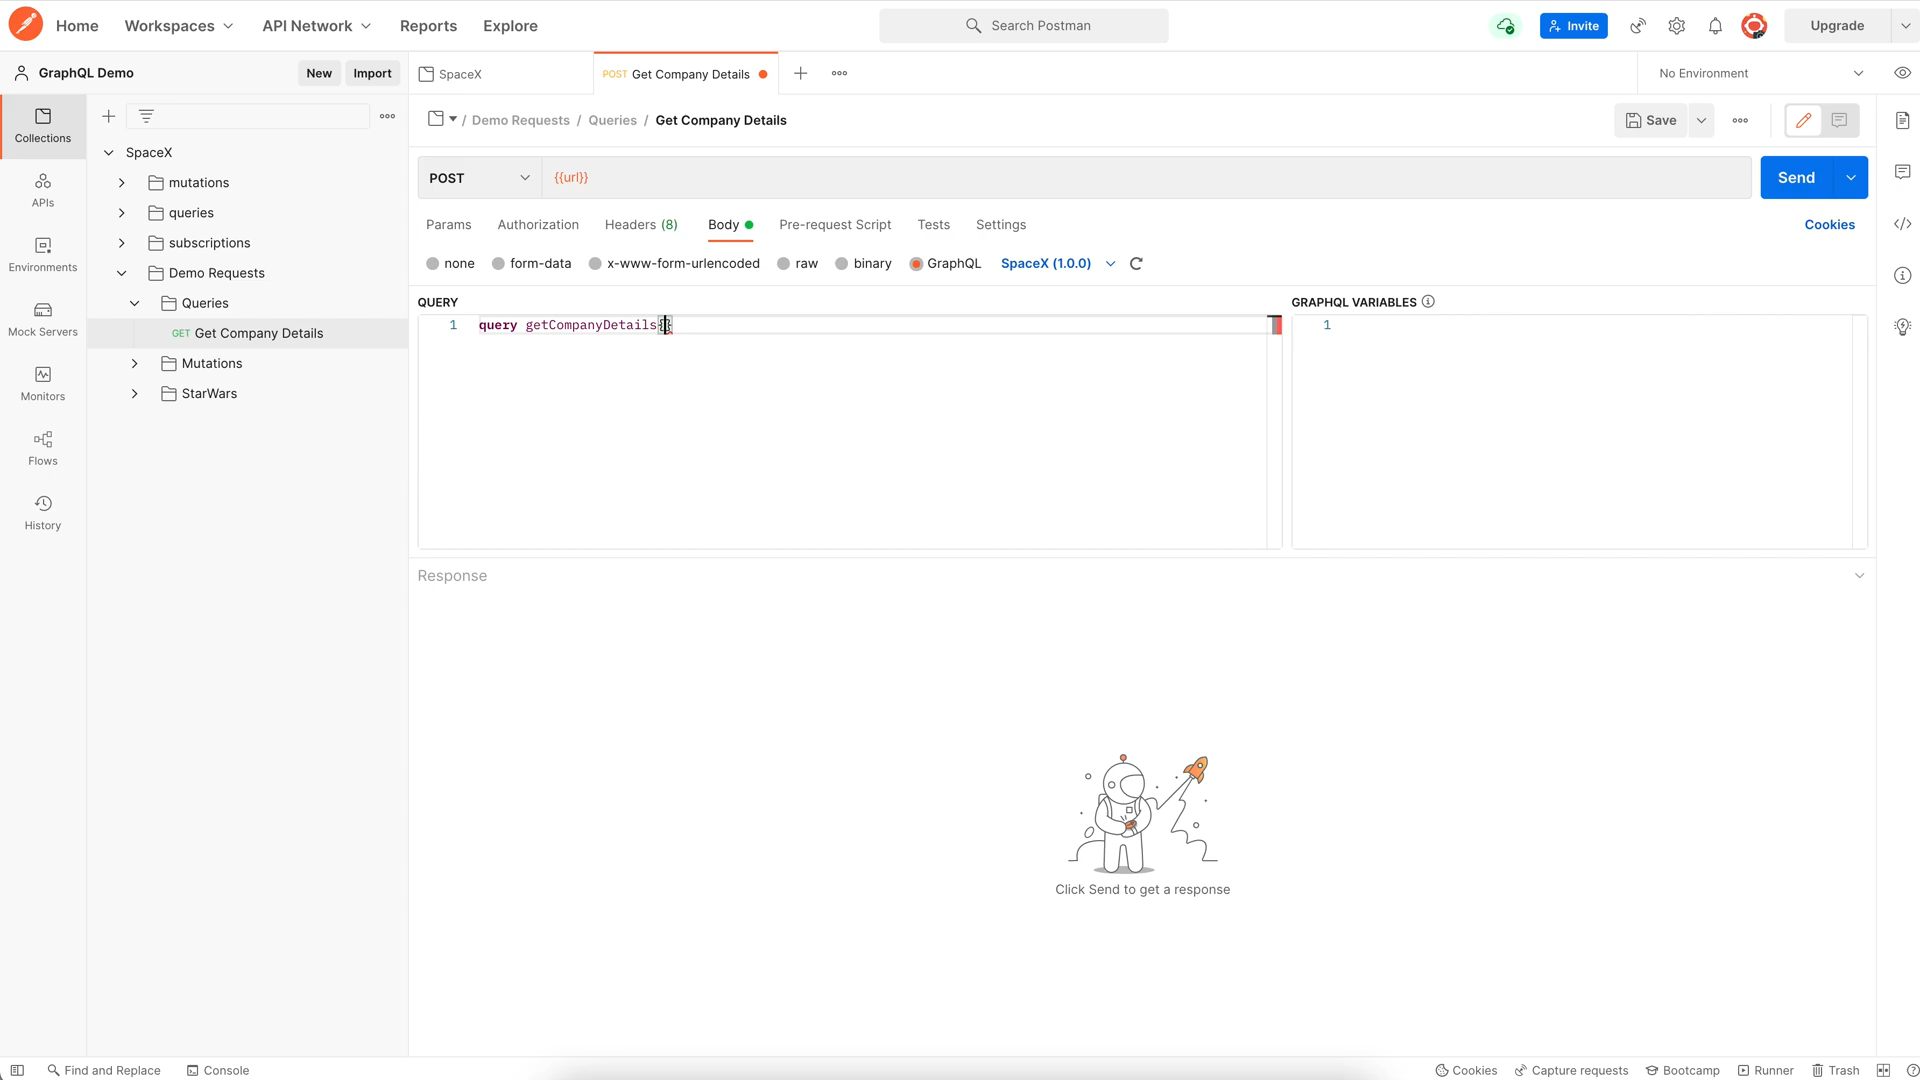 Home
Workspaces
API Network
Reports
Explore
Search Postman
Invite
Upgrade
GraphQL Demo
New
Import
SpaceX
POST Get Company Details
No Environment
Collections
APIs
Environments
Mock Servers
Monitors
Flows
History
SpaceX
mutations
queries
subscriptions
Demo Requests
Queries
GET Get Company Details
Mutations
StarWars
/ Demo Requests / Queries / Get Company Details
Save
POST
{{url}}
Send
Params
Authorization
Headers (8)
Body
Pre-request Script
Tests
Settings
Cookies
none
form-data
x-www-form-urlencoded
raw
binary
GraphQL
SpaceX (1.0.0)
QUERY
1 query getCompanyDetails{}
GRAPHQL VARIABLES
1
Response
Click Send to get a response
Find and Replace
Console
Cookies
Capture requests
Bootcamp
Runner
Trash